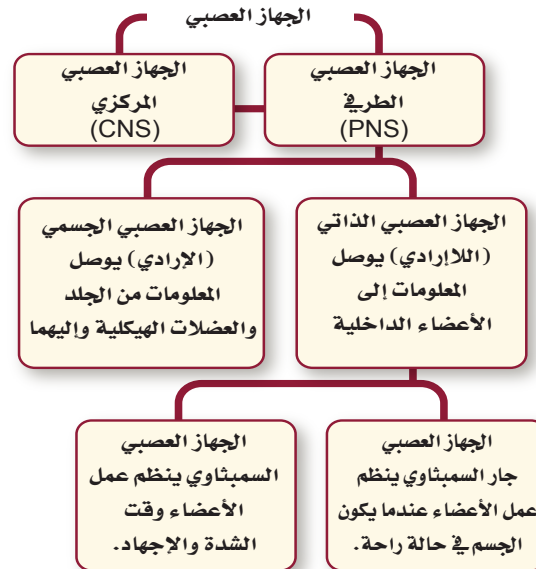 الجهاز العصبي
الجهاز العصبي
الطرفي
(PNS)
الجهاز العصبي
المركزي
(CNS)
الجهاز العصبي الذاتي
(اللاإرادي) يوصل
المعلومات إلى
الأعضاء الداخلية
الجهاز العصبي الجسمي
(الإرادي) يوصل
المعلومات من الجلد
والعضلات الهيكلية وإليهما
الجهاز العصبي
جار السمبثاوي ينظم
عمل الأعضاء عندما يكون
الجسم في حالة راحة.
الجهاز العصبي
السمبثاوي ينظم عمل
الأعضاء وقت
الشدة والإجهاد.